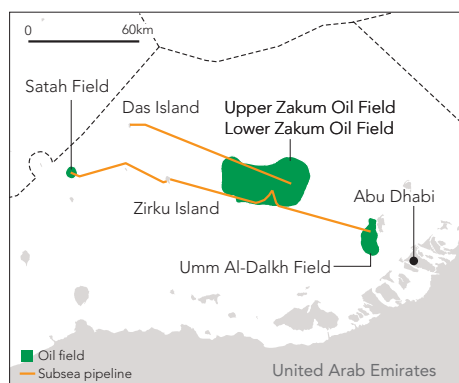 0 60km
Satah Field
Das Island
Upper Zakum Oil Field
Lower Zakum Oil Field
Zirku Island
Abu Dhabi
Umm Al-Dalkh Field
Oil field
Subsea pipeline
United Arab Emirates